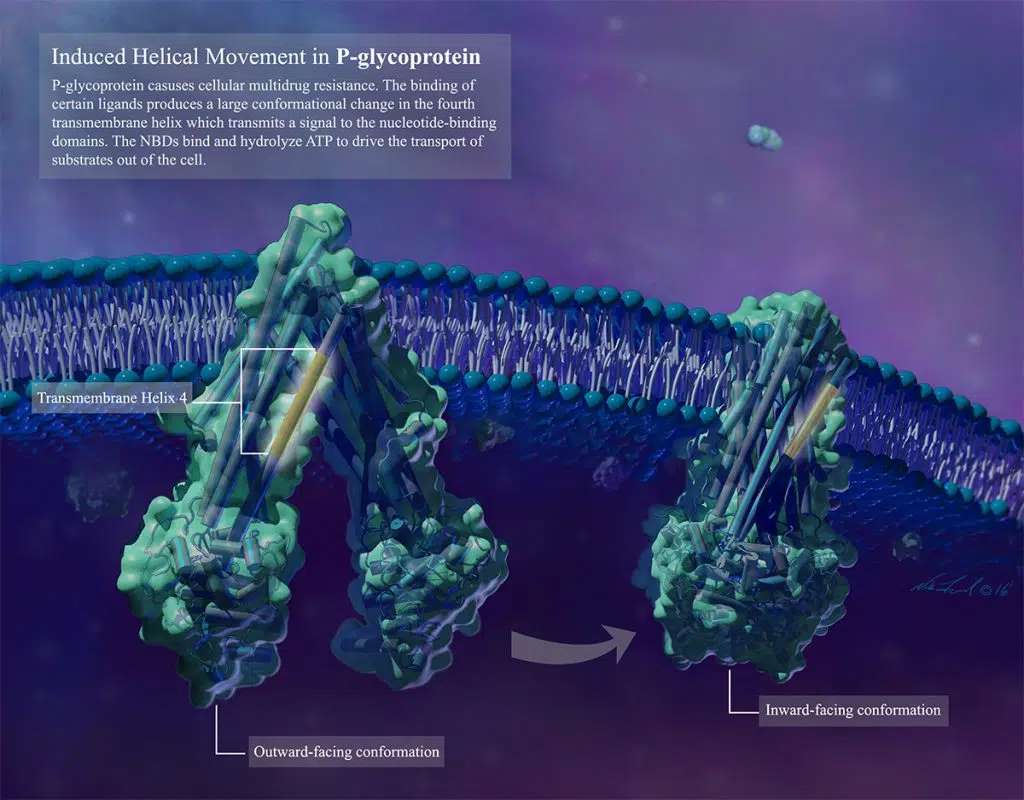 Induced Helical Movement in P-glycoprotein
P-glycoprotein casuses cellular multidrug resistance. The binding of
certain ligands produces a large conformational change in the fourth
transmembrane helix which transmits a signal to the nucleotide-binding
domains. The NBDs bind and hydrolyze ATP to drive the transport of
substrates out of the cell.
Transmembrane Helix 4
©16
Inward-facing conformation
Outward-facing conformation